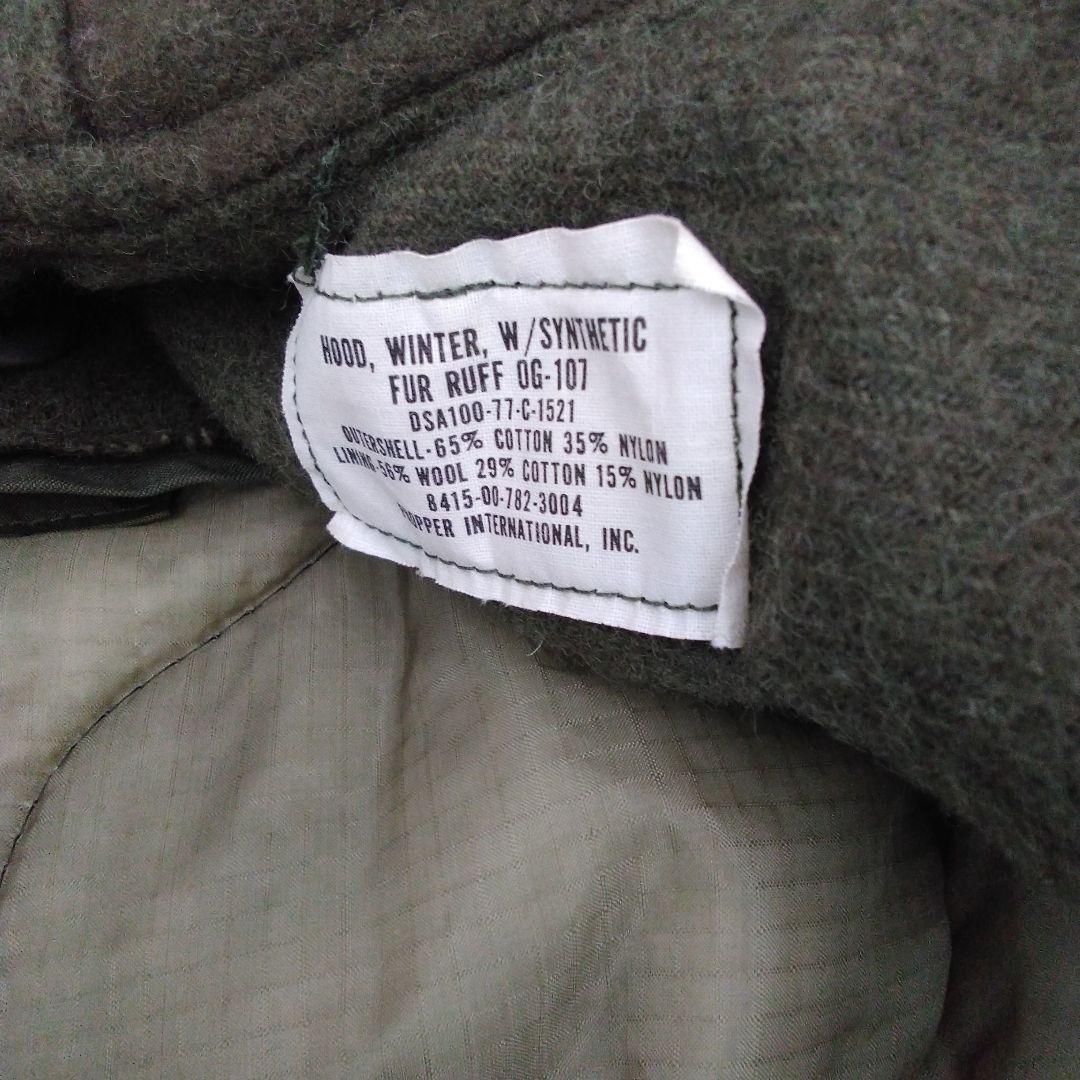 HOOD, WINTER, W/SYNTHETIC
FUR RUFF OG-107
DSA100-77-C-1521
OUTERSHELL-65% COTTON 35% NYLON
LINING-56% WOOL 29% COTTON 15% NYLON
8415-00-782-3004
INTERNATIONAL, INC.